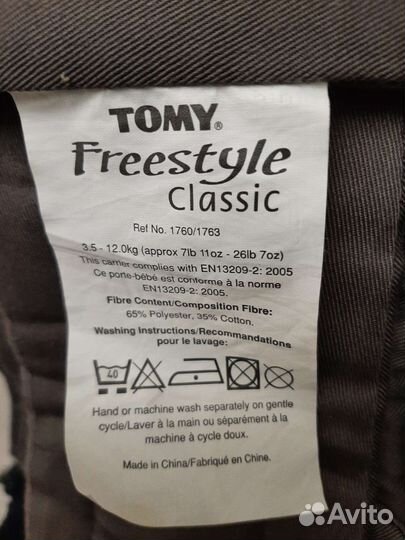 TOMY®
Freestyle
Classic
Ref No. 1760/1763
3.5 - 12.0kg (approx 7lb 11oz - 26lb 7oz)
This carrier complies with EN13209-2: 2005
Ce porte-bébé est conforme à la norme
EN13209-2: 2005.
Fibre Content/Composition Fibre:
65% Polyester, 35% Cotton.
Washing Instructions/Recommandations
pour le lavage:
40
Hand or machine wash separately on gentle
cycle/Laver à la main ou séparément à la
machine à cycle doux.
Made in China/Fabriqué en Chine.
Avito